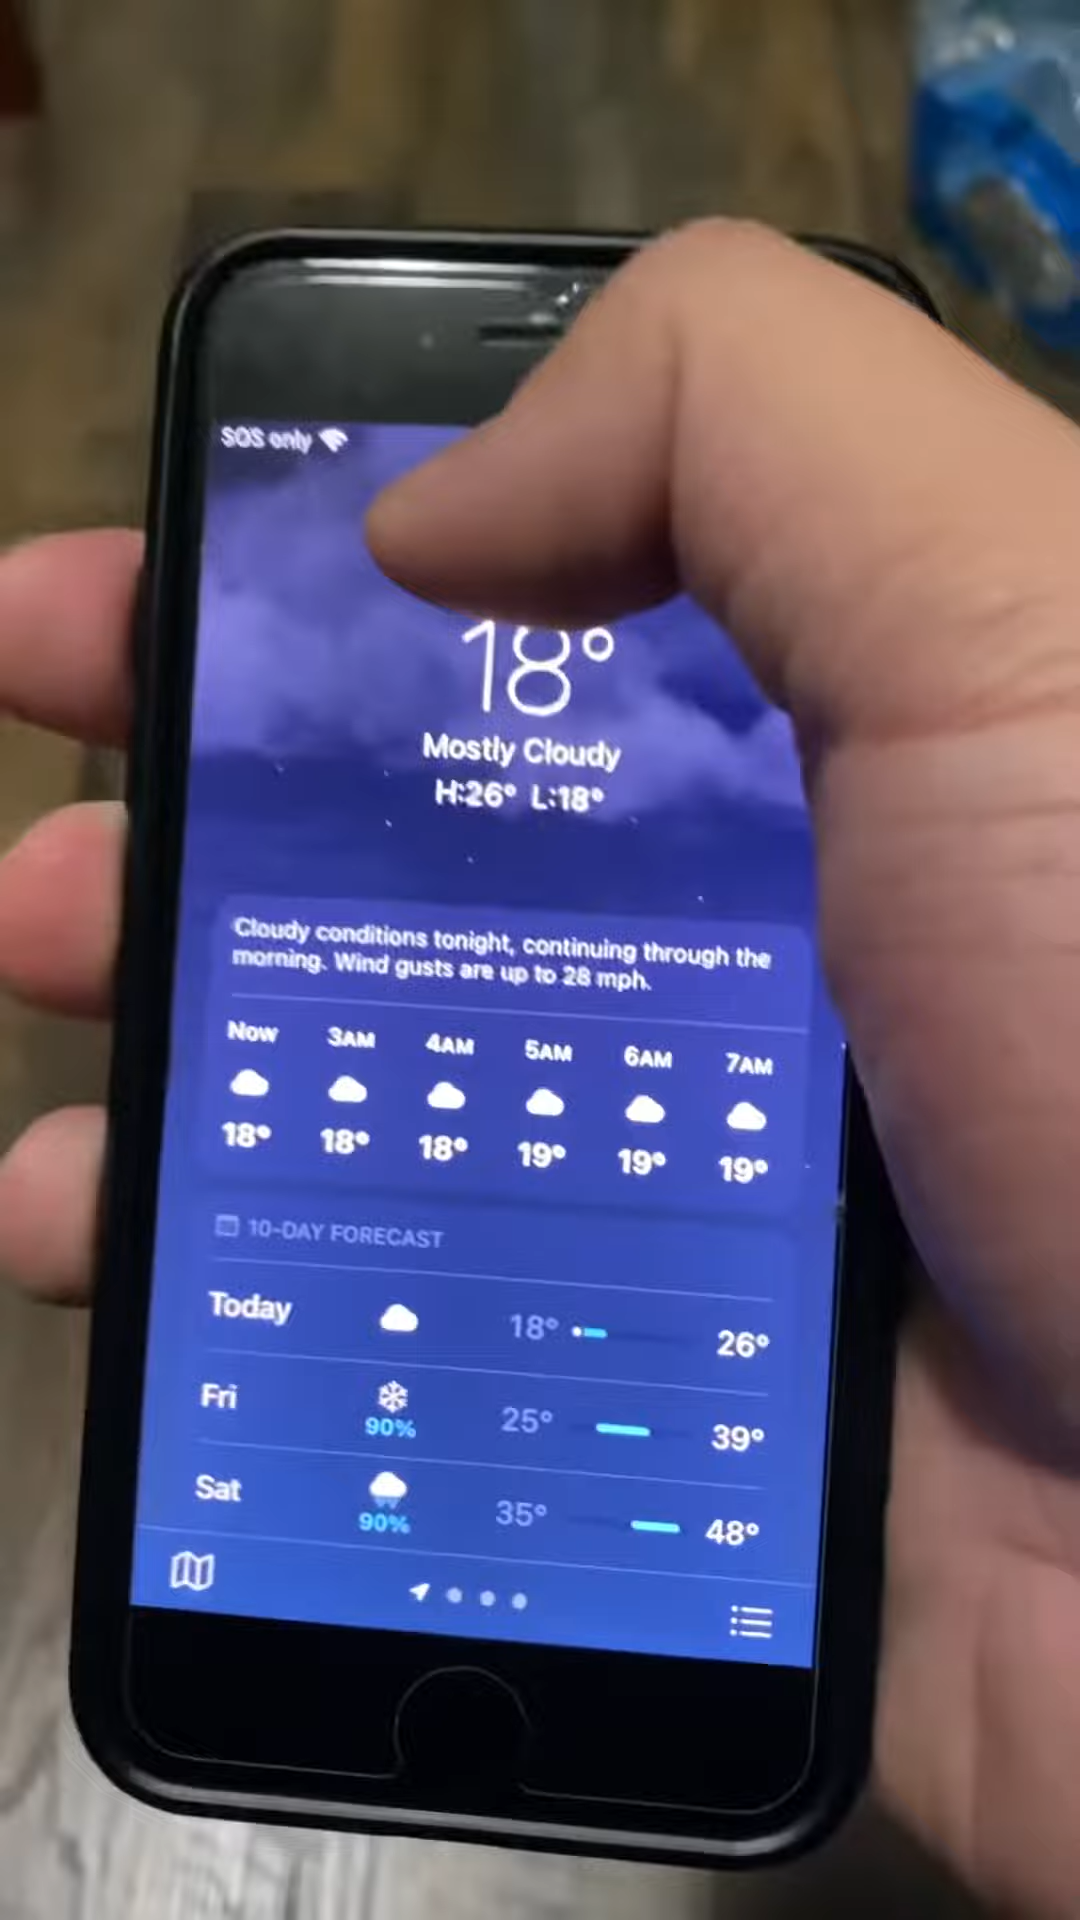 SOS only
18°
Mostly Cloudy
H:26° L:18°
Cloudy conditions tonight, continuing through the
morning. Wind gusts are up to 28 mph.
Now 3AM 4AM 5AM 6AM 7AM
18° 18° 18° 19° 19° 19°
10-DAY FORECAST
Today 18° 26°
Fri 90% 25° 39°
Sat 90% 35° 48°